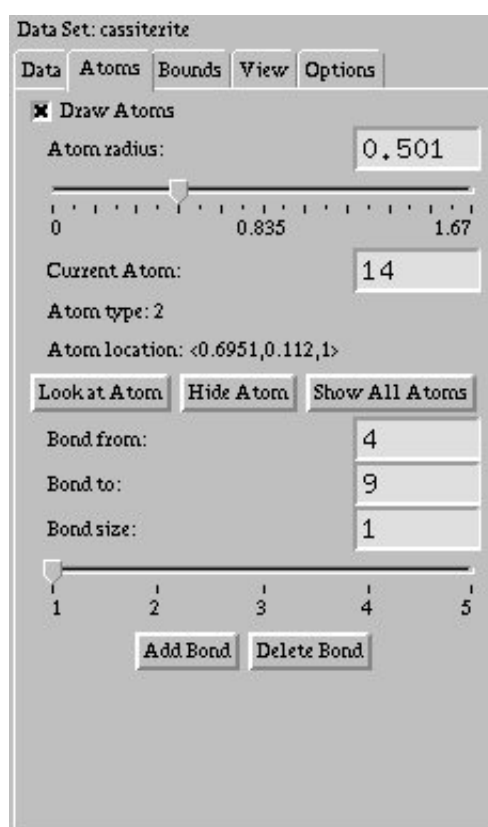 Data Set: cassiterite
Data Atoms Bounds View Options
Draw Atoms
Atom radius: 0.501
0 0.835 1.67
Current Atom: 14
Atom type: 2
Atom location: <0.6951,0.112,1>
Look at Atom Hide Atom Show All Atoms
Bond from: 4
Bond to: 9
Bond size: 1
1 2 3 4 5
Add Bond Delete Bond